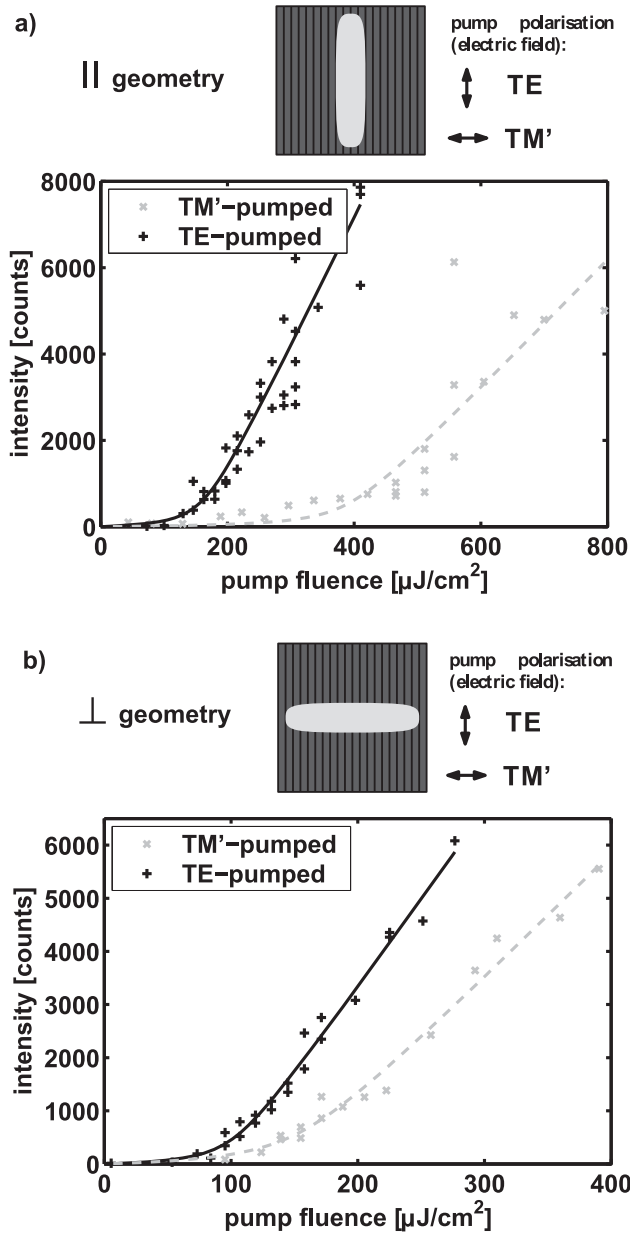 a)
|| geometry
pump polarisation
(electric field):
TE
TM'
8000
6000
4000
2000
0
intensity [counts]
TM'-pumped
TE-pumped
0 200 400 600 800
pump fluence [µJ/cm²]
b)
⊥ geometry
pump polarisation
(electric field):
TE
TM'
6000
5000
4000
3000
2000
1000
0
intensity [counts]
TM'-pumped
TE-pumped
0 100 200 300 400
pump fluence [µJ/cm²]